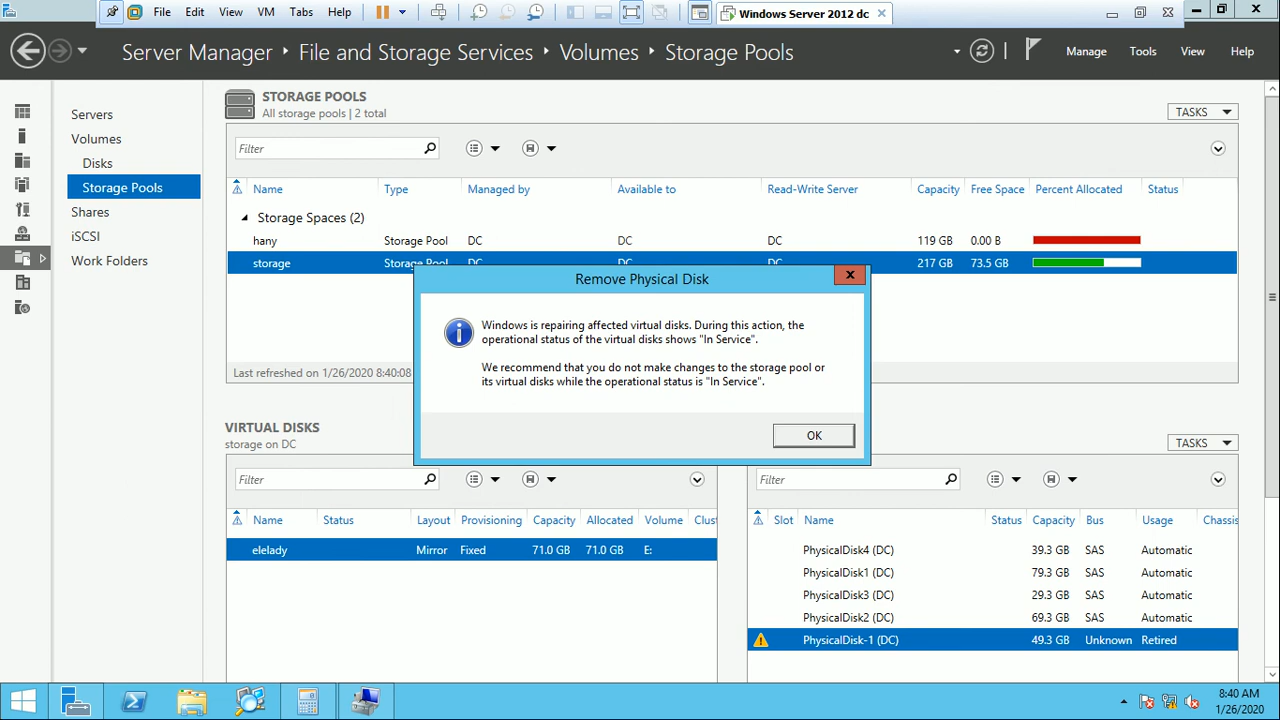 File Edit View VM Tabs Help Windows Server 2012 dc
Server Manager File and Storage Services Volumes Storage Pools Manage Tools View Help
Servers
Volumes
Disks
Storage Pools
Shares
iSCSI
Work Folders
STORAGE POOLS
All storage pools | 2 total
TASKS
Filter
Name Type Managed by Available to Read-Write Server Capacity Free Space Percent Allocated Status
Storage Spaces (2)
hany Storage Pool DC DC DC 119 GB 0.00 B
storage Storage Pool DC DC DC 217 GB 73.5 GB
Last refreshed on 1/26/2020 8:40:08
Remove Physical Disk
Windows is repairing affected virtual disks. During this action, the
operational status of the virtual disks shows "In Service".
We recommend that you do not make changes to the storage pool or
its virtual disks while the operational status is "In Service".
OK
VIRTUAL DISKS
storage on DC
Filter
Name Status Layout Provisioning Capacity Allocated Volume Clust
elelady Mirror Fixed 71.0 GB 71.0 GB E:
TASKS
Filter
Slot Name Status Capacity Bus Usage Chassis
PhysicalDisk4 (DC) 39.3 GB SAS Automatic
PhysicalDisk1 (DC) 79.3 GB SAS Automatic
PhysicalDisk3 (DC) 29.3 GB SAS Automatic
PhysicalDisk2 (DC) 69.3 GB SAS Automatic
PhysicalDisk-1 (DC) 49.3 GB Unknown Retired
8:40 AM
1/26/2020